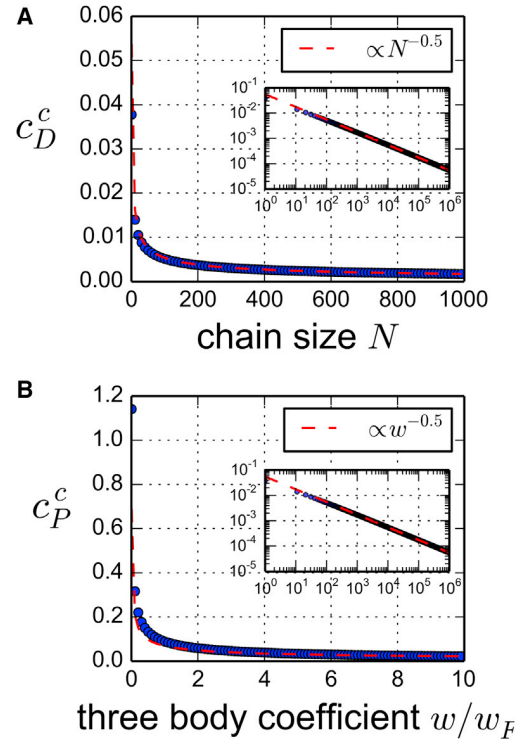 A
0.06
0.05
0.04
0.03
0.02
0.01
0.00
c_D^c
∝N^{-0.5}
10^{-1}
10^{-2}
10^{-3}
10^{-4}
10^{-5}
10^0 10^1 10^2 10^3 10^4 10^5 10^6
0 200 400 600 800 1000
chain size N
B
1.2
1.0
0.8
0.6
0.4
0.2
0.0
c_P^c
∝w^{-0.5}
10^{-1}
10^{-2}
10^{-3}
10^{-4}
10^{-5}
10^0 10^1 10^2 10^3 10^4 10^5 10^6
0 2 4 6 8 10
three body coefficient w/w_F